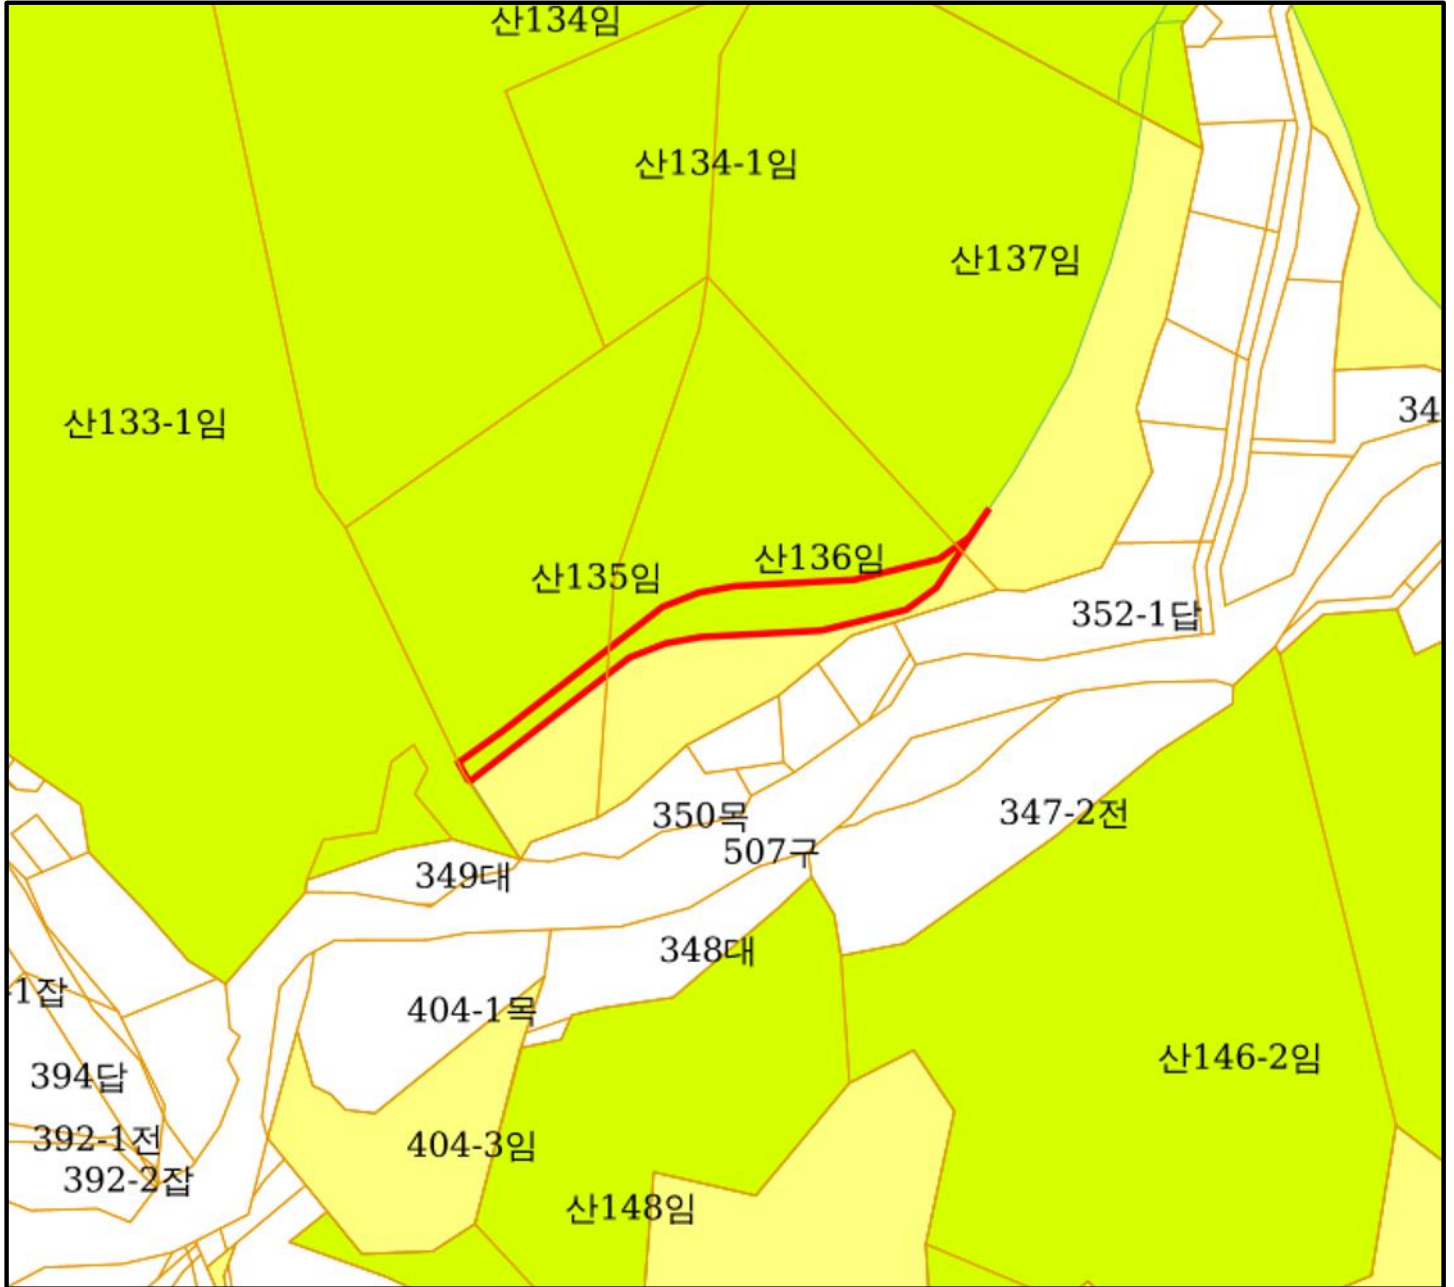 산134임
산134-1임
산137임
산133-1임
34
산136임
산135임
352-1답
347-2전
350목
507구
349대
348대
-1잡
404-1목
산146-2임
394답
392-1전
404-3임
392-2잡
산148임